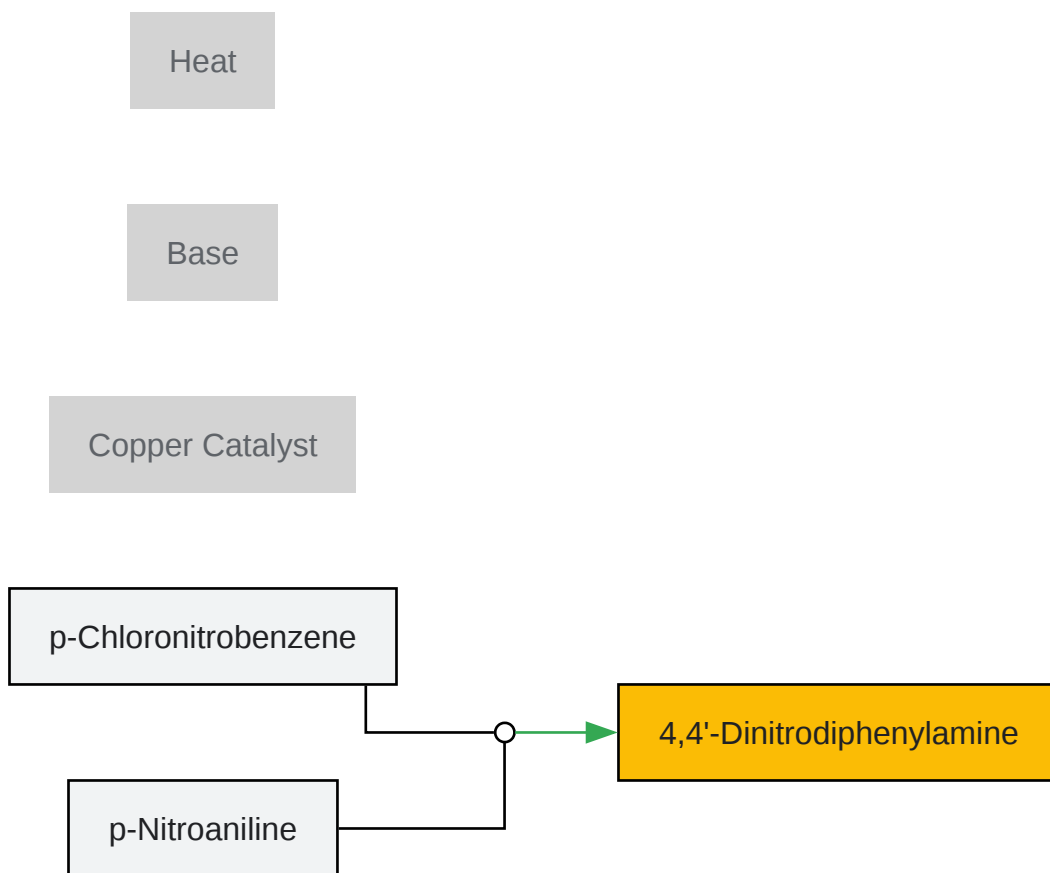 Heat
Base
Copper Catalyst
p-Chloronitrobenzene
4,4'-Dinitrodiphenylamine
p-Nitroaniline